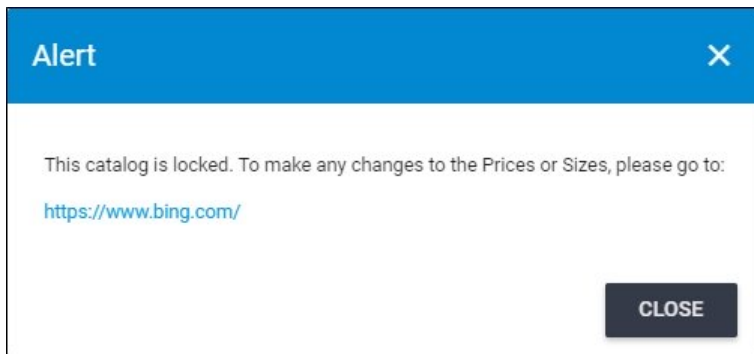 Alert
This catalog is locked. To make any changes to the Prices or Sizes, please go to:
https://www.bing.com/
CLOSE